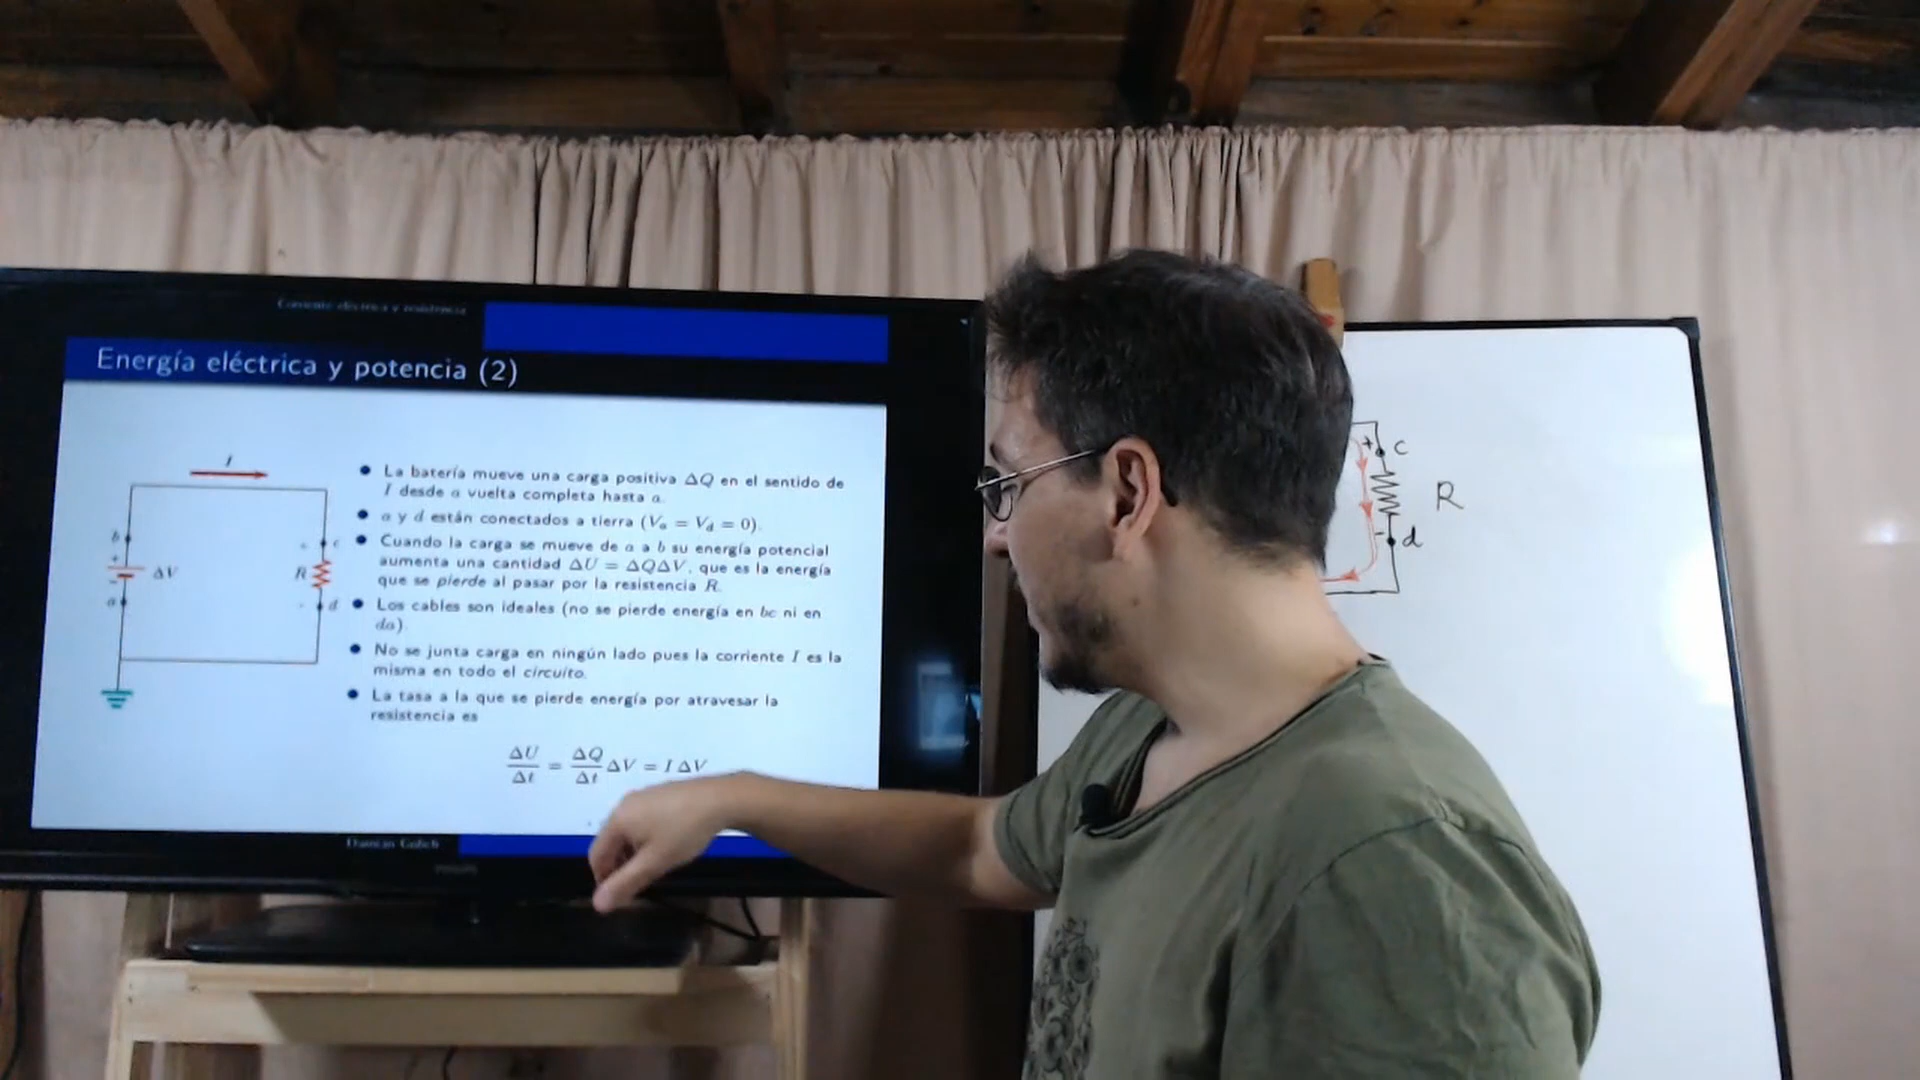 Corriente eléctrica y resistencia
Energía eléctrica y potencia (2)
I
b
+
-
a
ΔV
R
+
c
-
d
● La batería mueve una carga positiva ΔQ en el sentido de
I desde a vuelta completa hasta a.
● a y d están conectados a tierra (Va = Vd = 0).
● Cuando la carga se mueve de a a b su energía potencial
aumenta una cantidad ΔU = ΔQΔV, que es la energía
que se pierde al pasar por la resistencia R.
● Los cables son ideales (no se pierde energía en bc ni en
da).
● No se junta carga en ningún lado pues la corriente I es la
misma en todo el circuito.
● La tasa a la que se pierde energía por atravesar la
resistencia es
ΔU/Δt = ΔQ/Δt ΔV = I ΔV
Damián Gulich
PHILIPS
+ c
R
- d